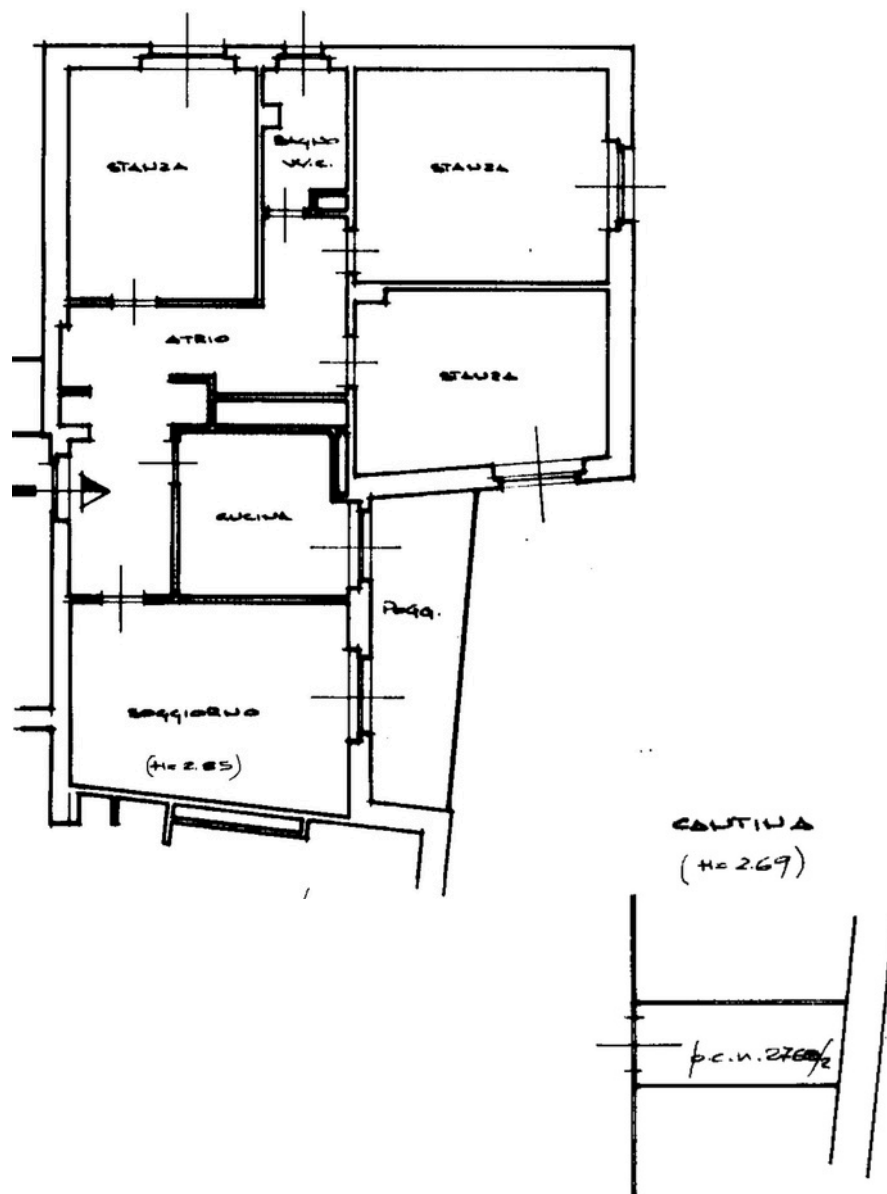 STANZA
BAGNO
W.C.
STANZA
ATRIO
STANZA
CUCINA
POGG.
SOGGIORNO
(H= 2.85)
CANTINA
(H= 2.69)
p.c.n.